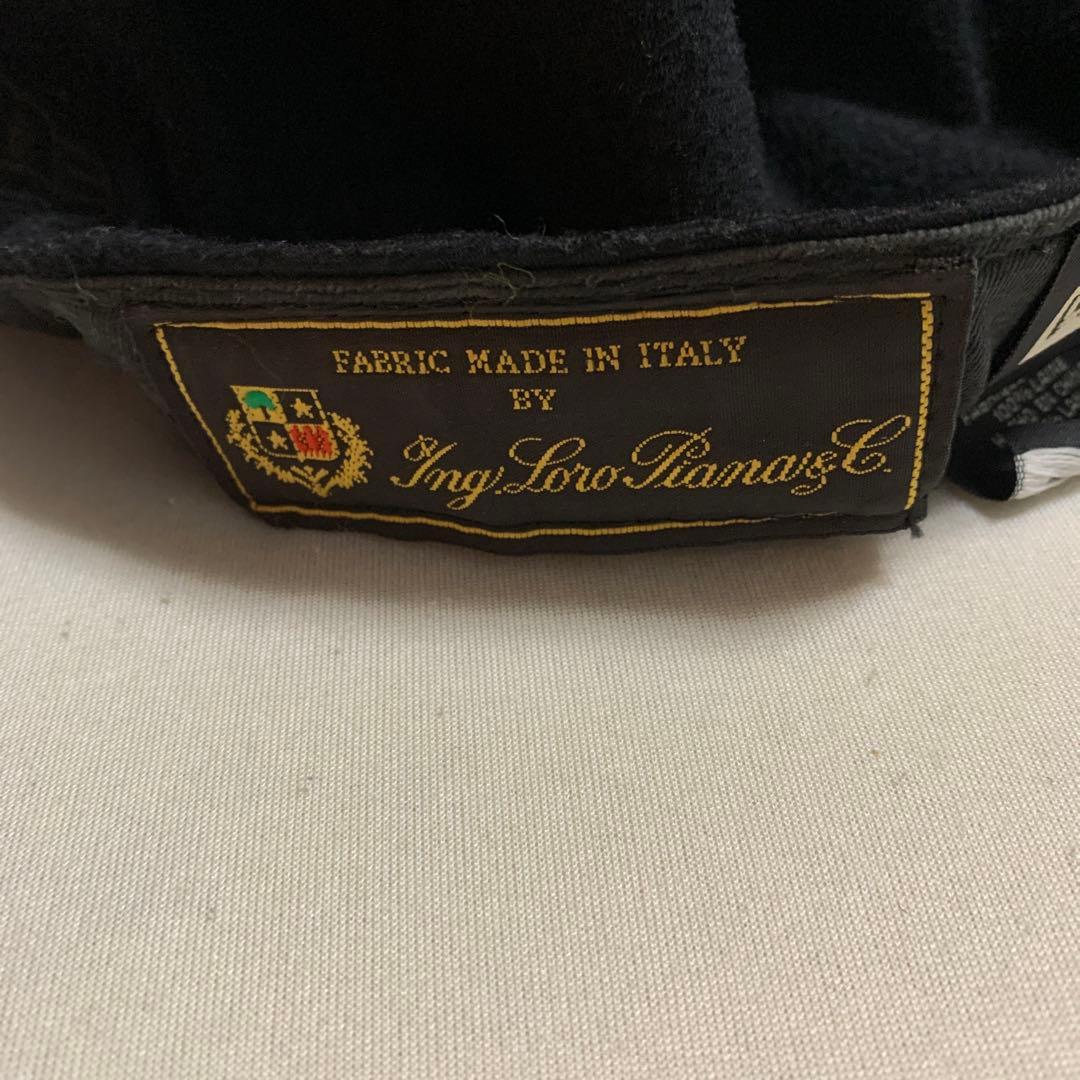 FABRIC MADE IN ITALY
BY
Ing. Loro Piana & C.